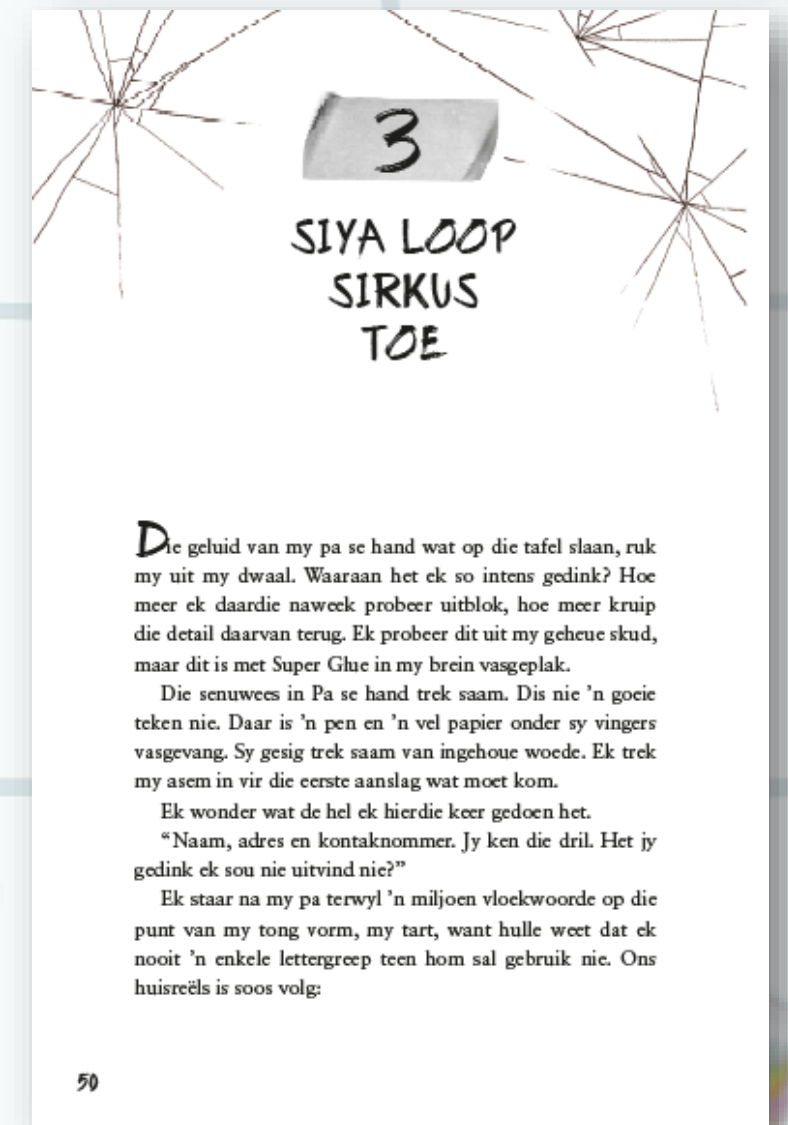 3
SIYA LOOP
SIRKUS
TOE
Die geluid van my pa se hand wat op die tafel slaan, ruk
my uit my dwaal. Waaraan het ek so intens gedink? Hoe
meer ek daardie naweek probeer uitblok, hoe meer kruip
die detail daarvan terug. Ek probeer dit uit my geheue skud,
maar dit is met Super Glue in my brein vasgeplak.
Die senuwees in Pa se hand trek saam. Dis nie ’n goeie
teken nie. Daar is ’n pen en ’n vel papier onder sy vingers
vasgevang. Sy gesig trek saam van ingehoue woede. Ek trek
my asem in vir die eerste aanslag wat moet kom.
Ek wonder wat de hel ek hierdie keer gedoen het.
“Naam, adres en kontaknommer. Jy ken die dril. Het jy
gedink ek sou nie uitvind nie?”
Ek staar na my pa terwyl ’n miljoen vloekwoorde op die
punt van my tong vorm, my tart, want hulle weet dat ek
nooit ’n enkele lettergreep teen hom sal gebruik nie. Ons
huisreëls is soos volg:
50